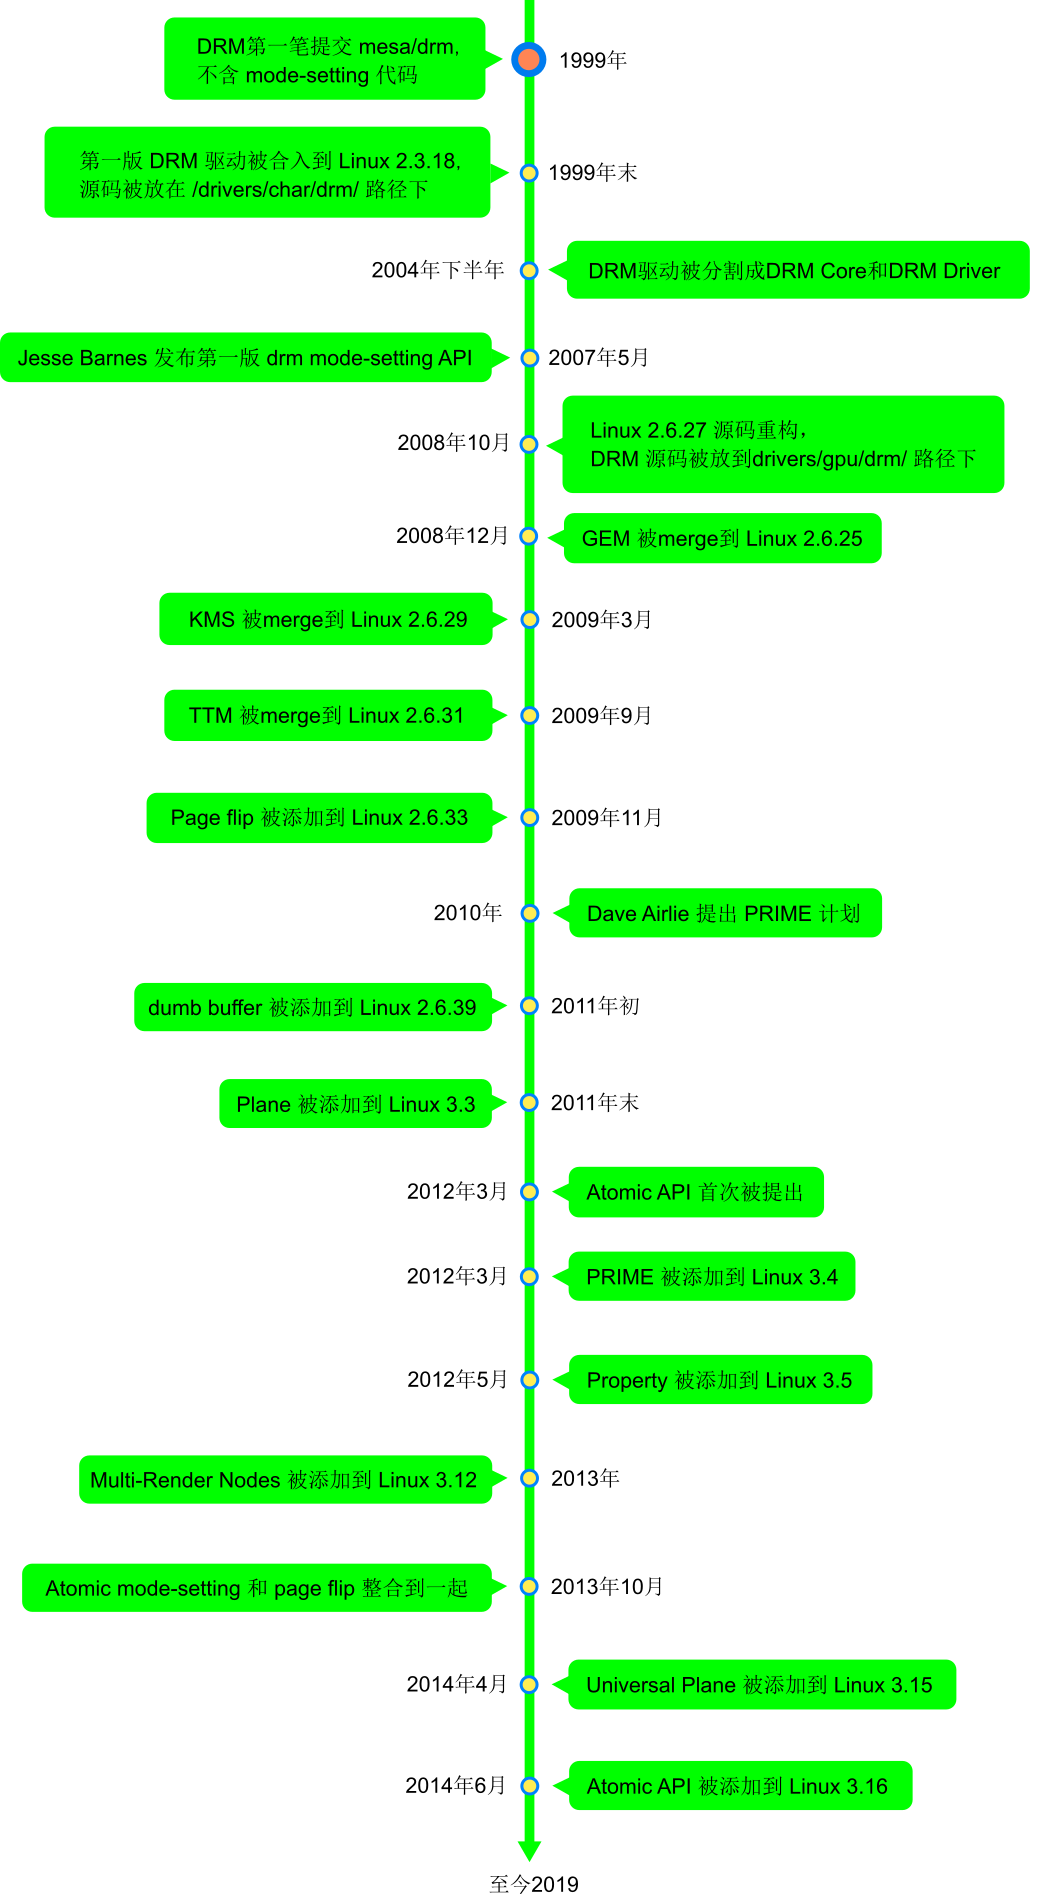 DRM第一笔提交 mesa/drm,
不含 mode-setting 代码
1999年
第一版 DRM 驱动被合入到 Linux 2.3.18,
源码被放在 /drivers/char/drm/ 路径下
1999年末
2004年下半年
DRM驱动被分割成DRM Core和DRM Driver
Jesse Barnes 发布第一版 drm mode-setting API
2007年5月
2008年10月
Linux 2.6.27 源码重构，
DRM 源码被放到drivers/gpu/drm/ 路径下
2008年12月
GEM 被merge到 Linux 2.6.25
KMS 被merge到 Linux 2.6.29
2009年3月
TTM 被merge到 Linux 2.6.31
2009年9月
Page flip 被添加到 Linux 2.6.33
2009年11月
2010年
Dave Airlie 提出 PRIME 计划
dumb buffer 被添加到 Linux 2.6.39
2011年初
Plane 被添加到 Linux 3.3
2011年末
2012年3月
Atomic API 首次被提出
2012年3月
PRIME 被添加到 Linux 3.4
2012年5月
Property 被添加到 Linux 3.5
Multi-Render Nodes 被添加到 Linux 3.12
2013年
Atomic mode-setting 和 page flip 整合到一起
2013年10月
2014年4月
Universal Plane 被添加到 Linux 3.15
2014年6月
Atomic API 被添加到 Linux 3.16
至今2019